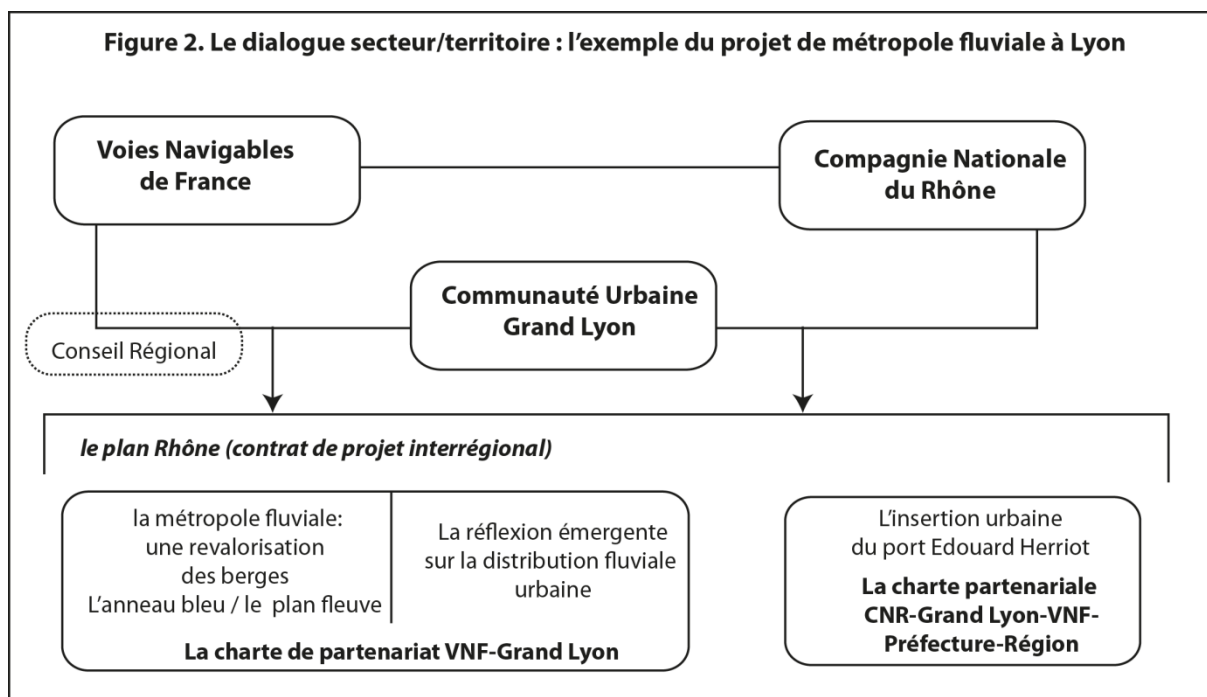 Figure 2. Le dialogue secteur/territoire : l'exemple du projet de métropole fluviale à Lyon
Voies Navigables
de France
Compagnie Nationale
du Rhône
Communauté Urbaine
Grand Lyon
Conseil Régional
le plan Rhône (contrat de projet interrégional)
la métropole fluviale:
une revalorisation
des berges
L'anneau bleu / le plan fleuve
La réflexion émergente
sur la distribution fluviale
urbaine
La charte de partenariat VNF-Grand Lyon
L'insertion urbaine
du port Edouard Herriot
La charte partenariale
CNR-Grand Lyon-VNF-
Préfecture-Région